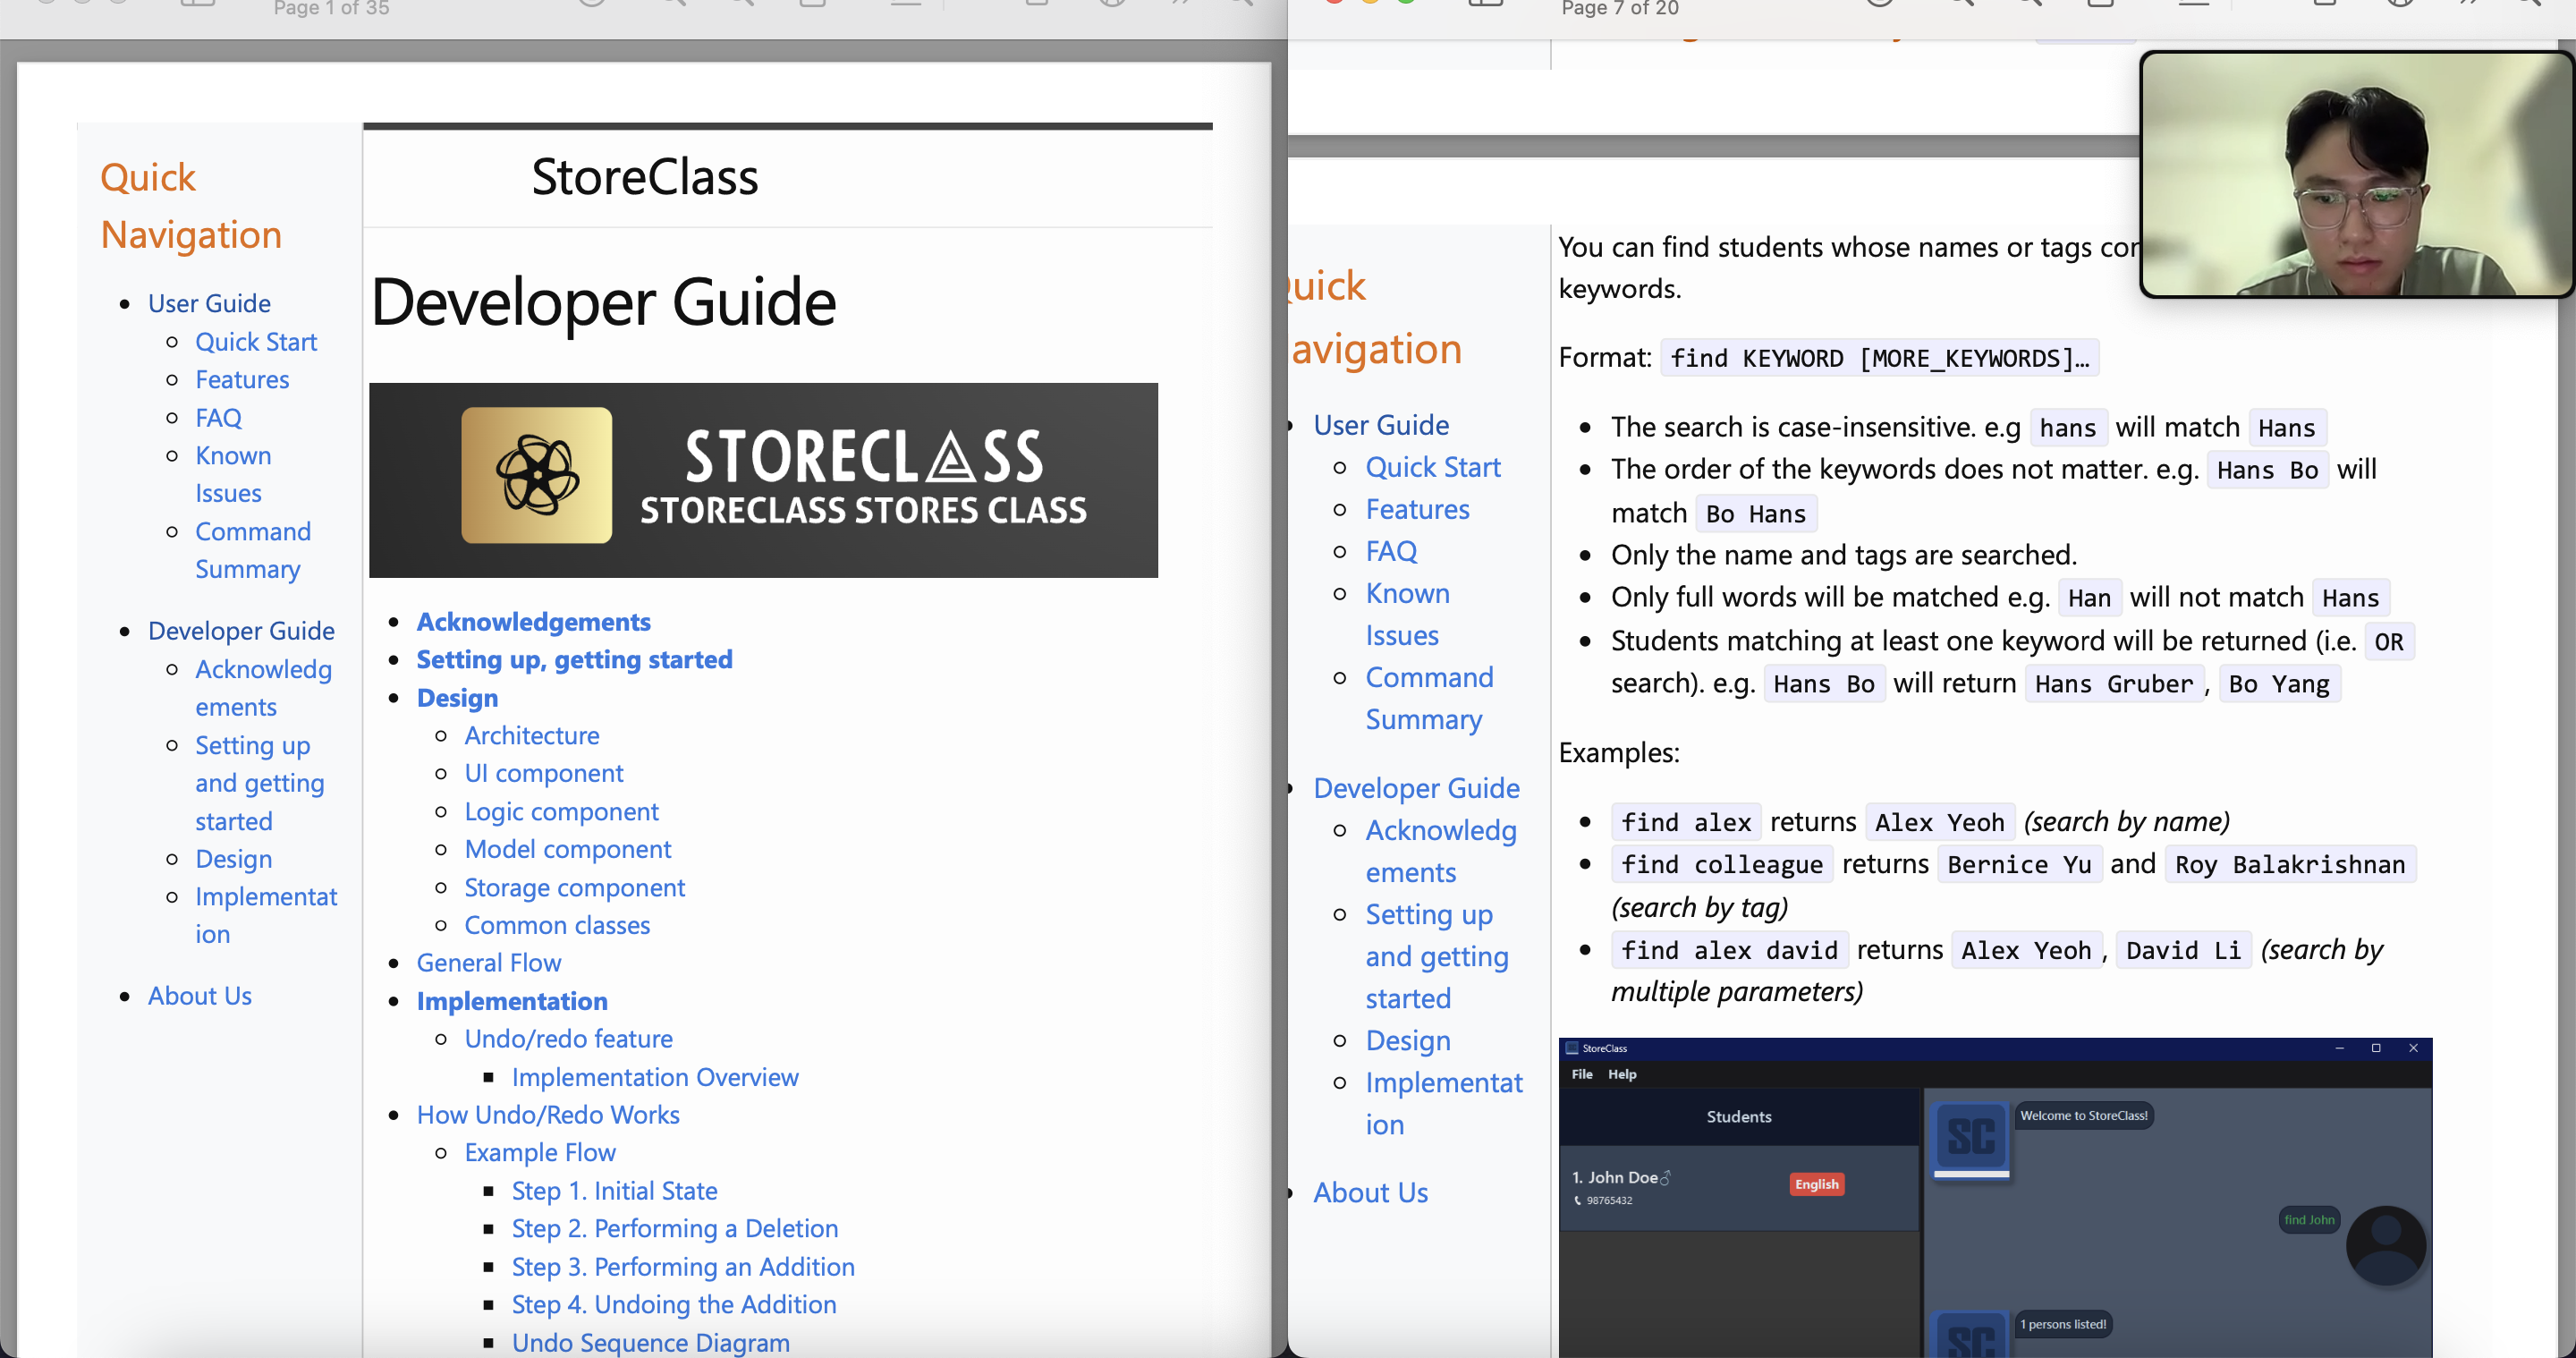 Page 1 of 35
Quick
Navigation
User Guide
Quick Start
Features
FAQ
Known
Issues
Command
Summary
Developer Guide
Acknowledg
ements
Setting up
and getting
started
Design
Implementat
ion
About Us
StoreClass
Developer Guide
STORECLASS
STORECLASS STORES CLASS
Acknowledgements
Setting up, getting started
Design
Architecture
UI component
Logic component
Model component
Storage component
Common classes
General Flow
Implementation
Undo/redo feature
Implementation Overview
How Undo/Redo Works
Example Flow
Step 1. Initial State
Step 2. Performing a Deletion
Step 3. Performing an Addition
Step 4. Undoing the Addition
Undo Sequence Diagram
Page 7 of 20
Quick
avigation
User Guide
Quick Start
Features
FAQ
Known
Issues
Command
Summary
Developer Guide
Acknowledg
ements
Setting up
and getting
started
Design
Implementat
ion
About Us
You can find students whose names or tags
keywords.
Format: find KEYWORD [MORE_KEYWORDS]…
The search is case-insensitive. e.g hans will match Hans
The order of the keywords does not matter. e.g. Hans Bo will
match Bo Hans
Only the name and tags are searched.
Only full words will be matched e.g. Han will not match Hans
Students matching at least one keyword will be returned (i.e. OR
search). e.g. Hans Bo will return Hans Gruber, Bo Yang
Examples:
find alex returns Alex Yeoh (search by name)
find colleague returns Bernice Yu and Roy Balakrishnan
(search by tag)
find alex david returns Alex Yeoh, David Li (search by
multiple parameters)
StoreClass
File Help
Students
1. John Doe♂
98765432
English
SC
Welcome to StoreClass!
find John
SC
1 persons listed!